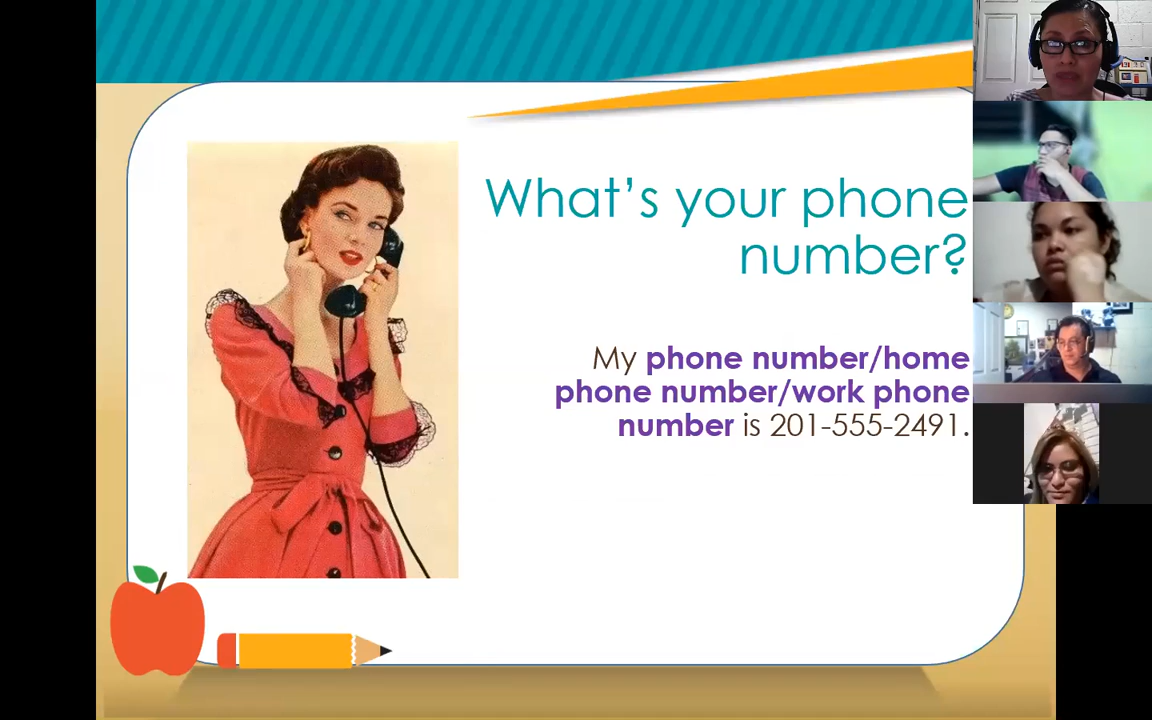 What’s your phone
number?
My phone number/home
phone number/work phone
number is 201-555-2491.